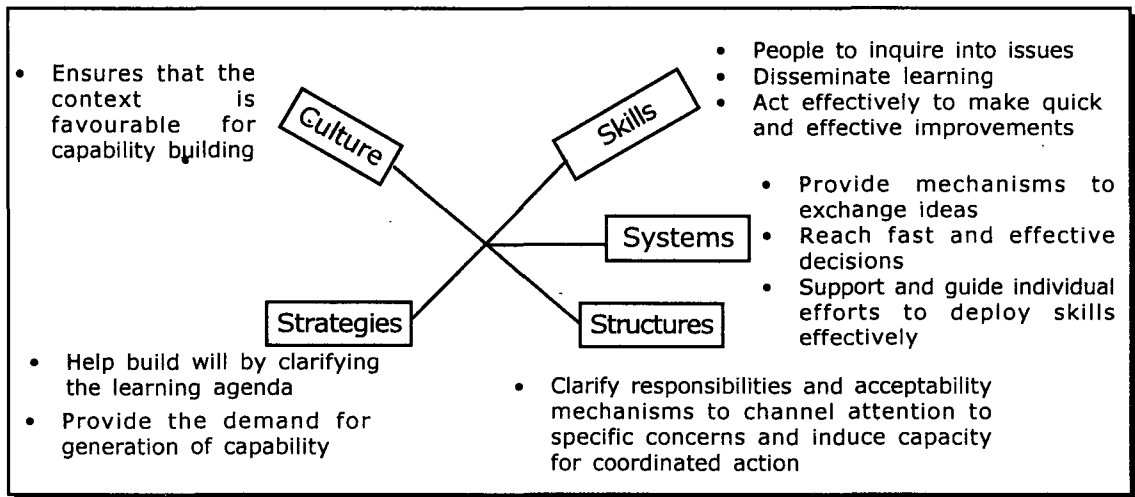 • Ensures that the
context is
favourable for
capability building
Culture
Skills
• People to inquire into issues
• Disseminate learning
• Act effectively to make quick
and effective improvements
Systems
• Provide mechanisms to
exchange ideas
• Reach fast and effective
decisions
• Support and guide individual
efforts to deploy skills
effectively
Strategies
• Help build will by clarifying
the learning agenda
• Provide the demand for
generation of capability
Structures
• Clarify responsibilities and acceptability
mechanisms to channel attention to
specific concerns and induce capacity
for coordinated action